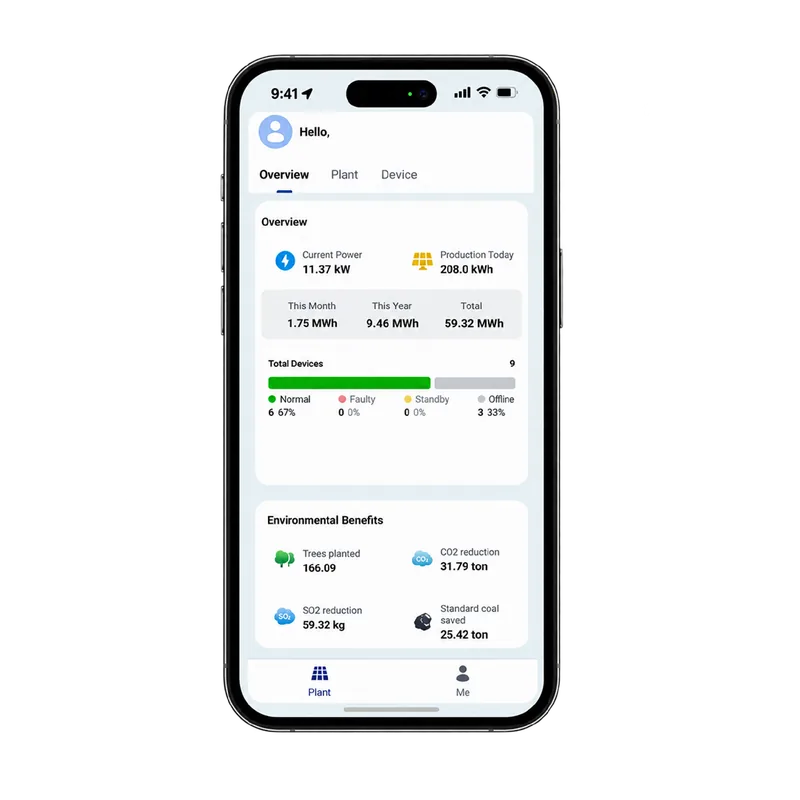 9:41
Hello,
Overview Plant Device
Overview
Current Power
11.37 kW
Production Today
208.0 kWh
This Month This Year Total
1.75 MWh 9.46 MWh 59.32 MWh
Total Devices 9
Normal Faulty Standby Offline
6 67% 0 0% 0 0% 3 33%
Environmental Benefits
Trees planted
166.09
CO2 reduction
31.79 ton
SO2
SO2 reduction
59.32 kg
CO2
Standard coal
saved
25.42 ton
Plant Me